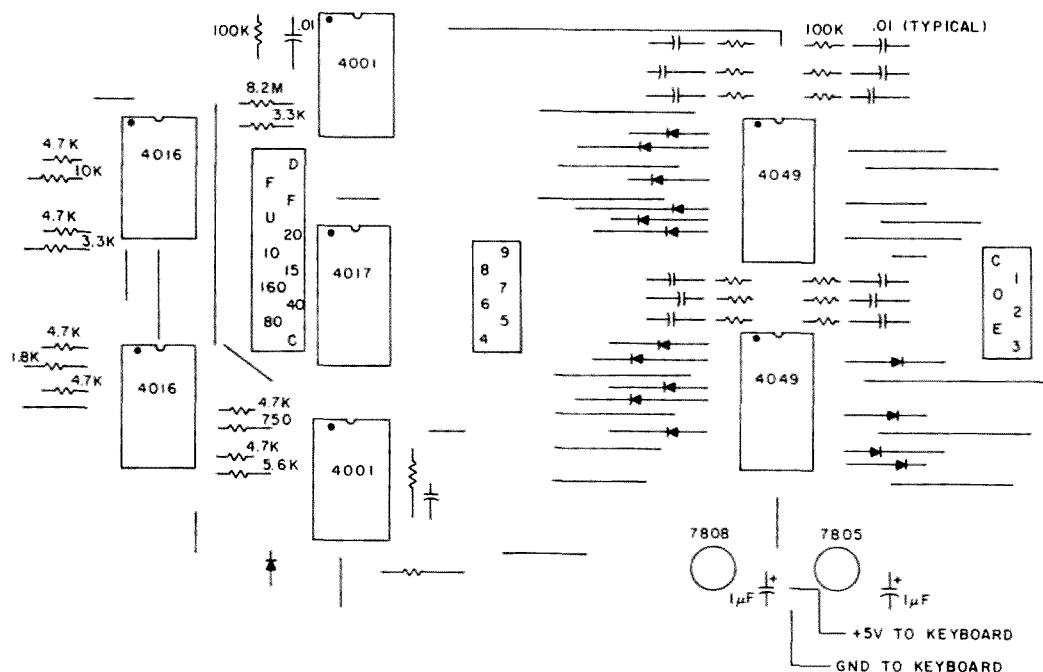 100K
.01
4001
8.2M
3.3K
100K
.01 (TYPICAL)
4.7K
10K
4016
4.7K
3.3K
D
F
F
U
20
10
15
160
40
80
C
4017
9
8
7
6
5
4
4049
C
1
O
2
E
3
4.7K
1.8K
4.7K
4016
4.7K
750
4.7K
5.6K
4001
4049
7808
7805
+
1µF
+
1µF
+5V TO KEYBOARD
GND TO KEYBOARD